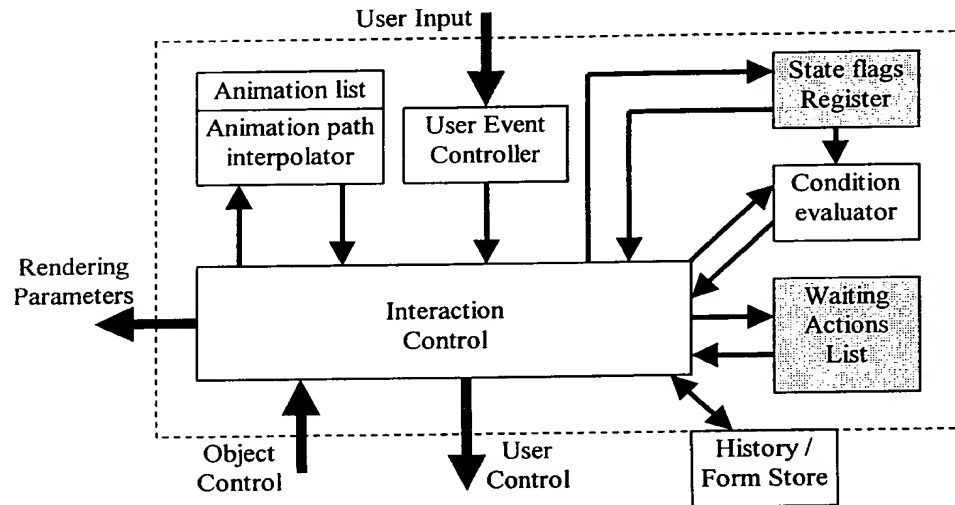 User Input
Animation list
Animation path
interpolator
User Event
Controller
State flags
Register
Condition
evaluator
Rendering
Parameters
Interaction
Control
Waiting
Actions
List
Object
Control
User
Control
History /
Form Store